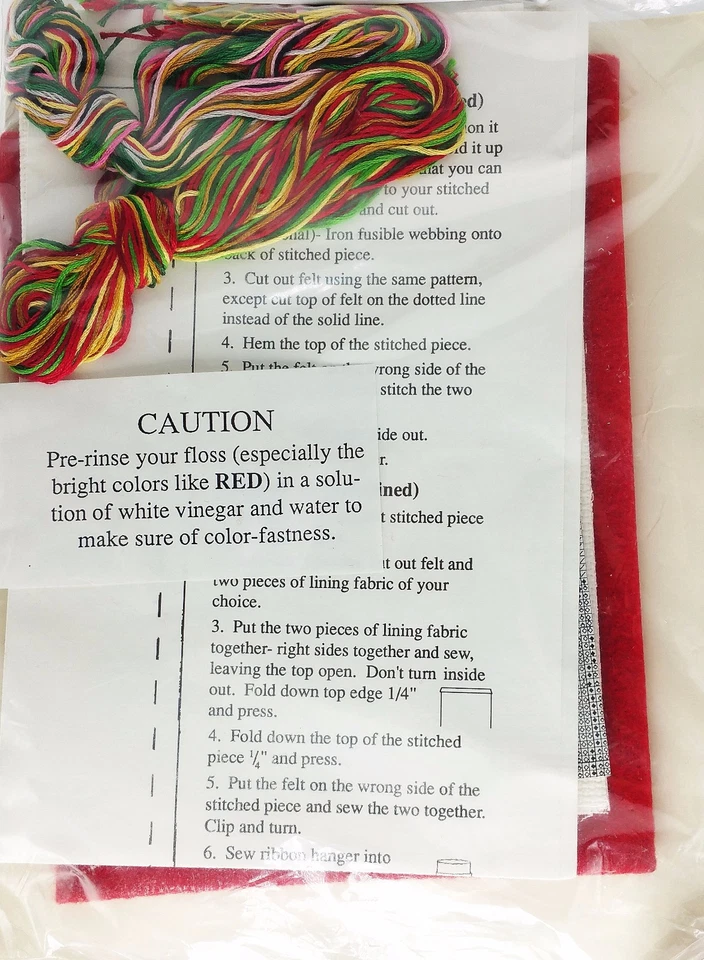 ed)
on it
d it up
that you can
to your stitched
and cut out.
nal)- Iron fusible webbing onto
back of stitched piece.
3. Cut out felt using the same pattern,
except cut top of felt on the dotted line
instead of the solid line.
4. Hem the top of the stitched piece.
5. Put the felt on the wrong side of the
stitch the two
ide out.
r.
CAUTION
Pre-rinse your floss (especially the
bright colors like RED) in a solu-
tion of white vinegar and water to
make sure of color-fastness.
ined)
t stitched piece
ut out felt and
two pieces of lining fabric of your
choice.
3. Put the two pieces of lining fabric
together- right sides together and sew,
leaving the top open. Don't turn inside
out. Fold down top edge 1/4"
and press.
4. Fold down the top of the stitched
piece 1/4" and press.
5. Put the felt on the wrong side of the
stitched piece and sew the two together.
Clip and turn.
6. Sew ribbon hanger into